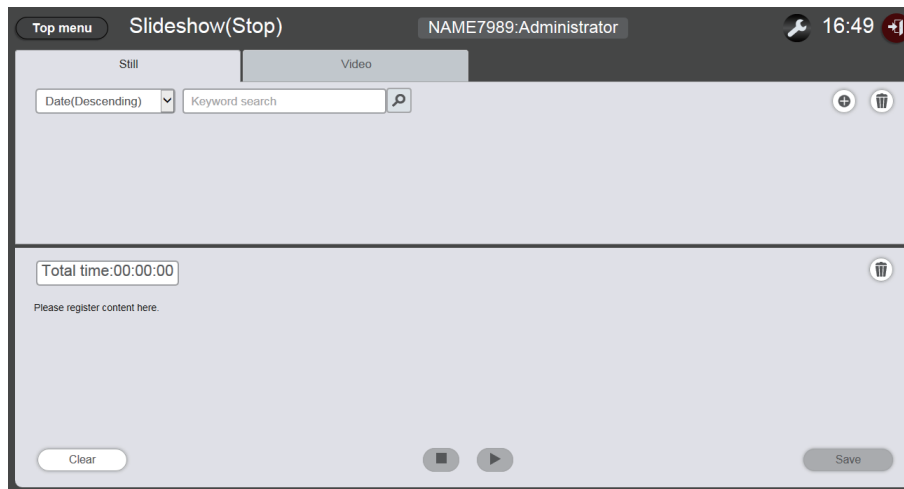 Top menu Slideshow(Stop) NAME7989:Administrator 16:49
Still Video
Date(Descending) Keyword search
Total time:00:00:00
Please register content here.
Clear Save